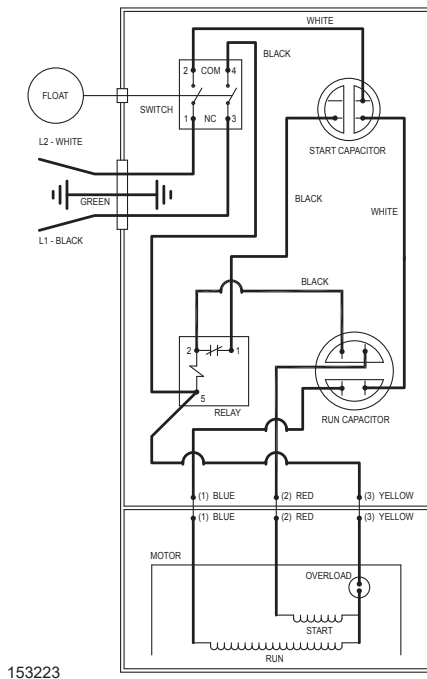 WHITE
BLACK
2 COM 4
FLOAT
SWITCH
1 NC 3
START CAPACITOR
L2 - WHITE
GREEN
L1 - BLACK
BLACK
WHITE
BLACK
2 1
5
RELAY
RUN CAPACITOR
(1) BLUE (2) RED (3) YELLOW
(1) BLUE (2) RED (3) YELLOW
MOTOR
OVERLOAD
START
RUN
153223